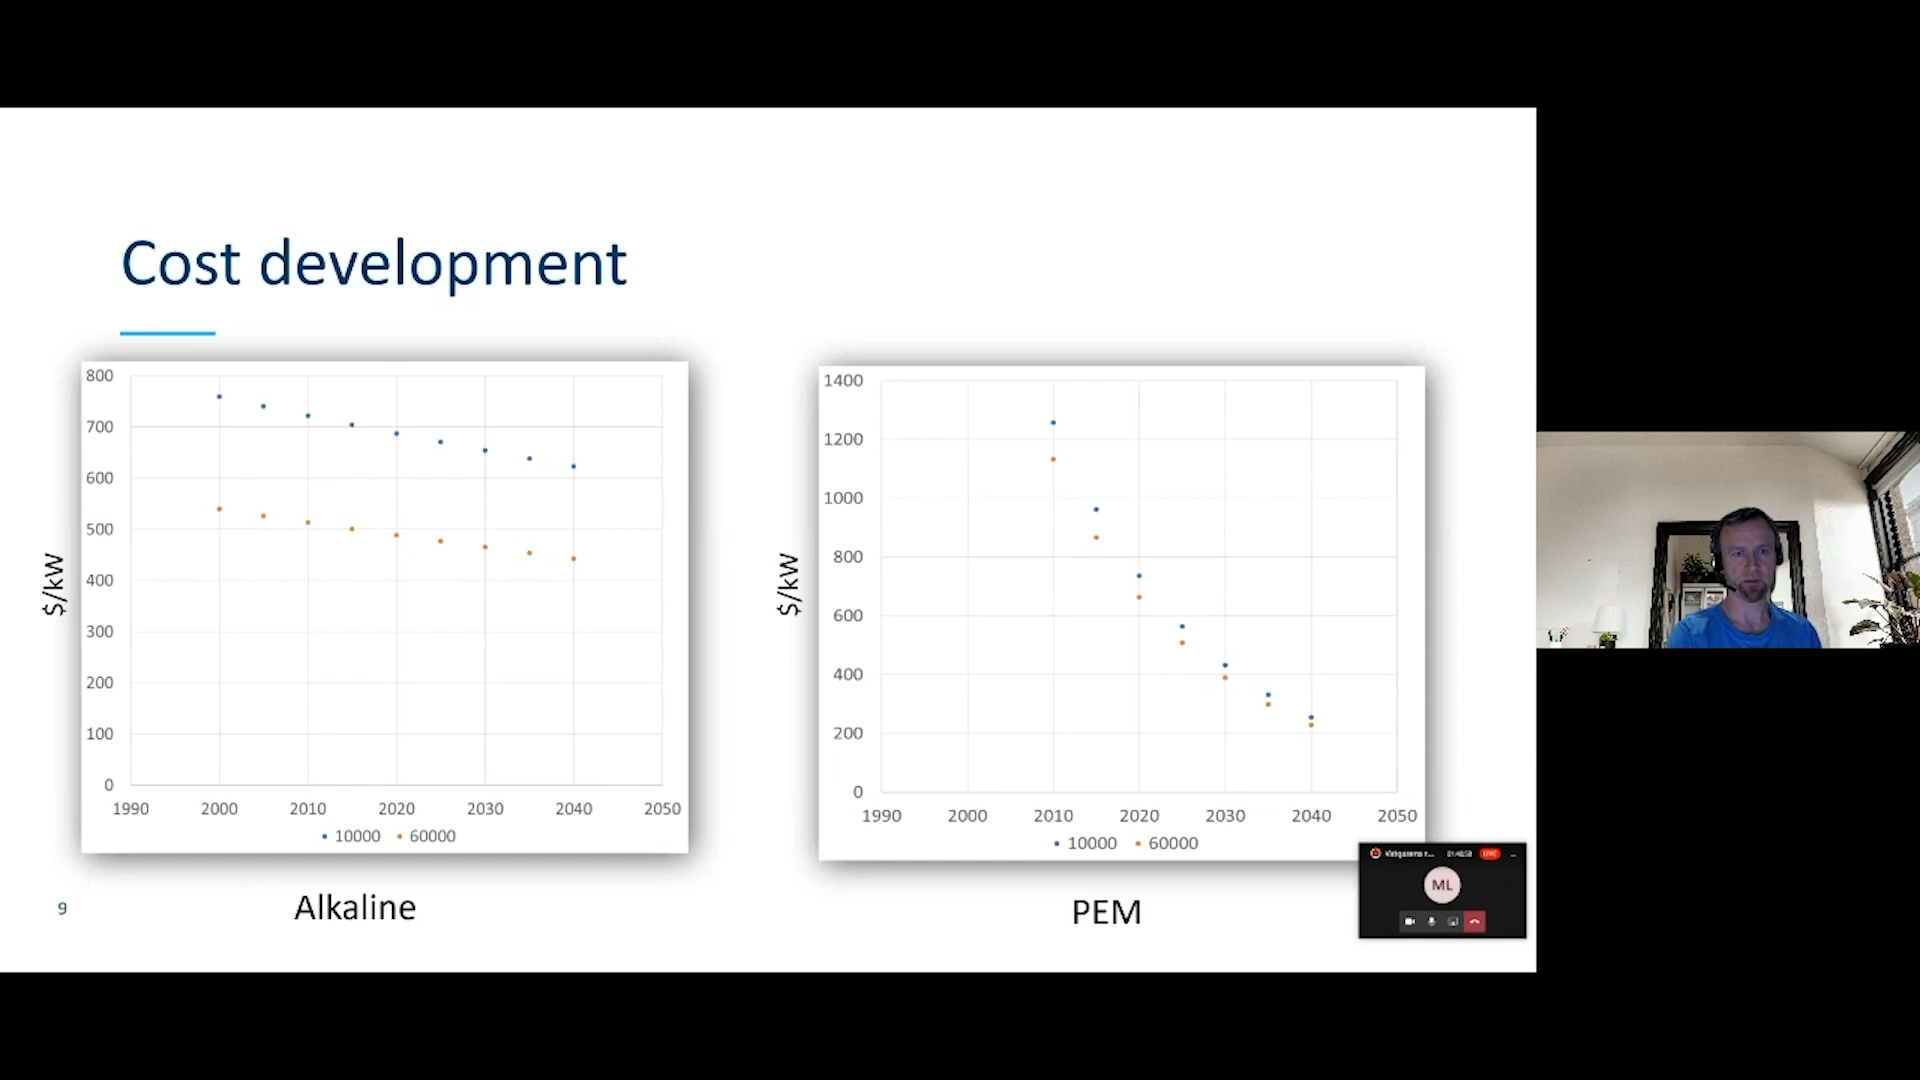 Cost development
800
700
600
500
400
300
200
100
0
$/kW
1990 2000 2010 2020 2030 2040 2050
10000 60000
Alkaline
1400
1200
1000
800
600
400
200
0
$/kW
1990 2000 2010 2020 2030 2040 2050
10000 60000
PEM
9
LIVE
ML